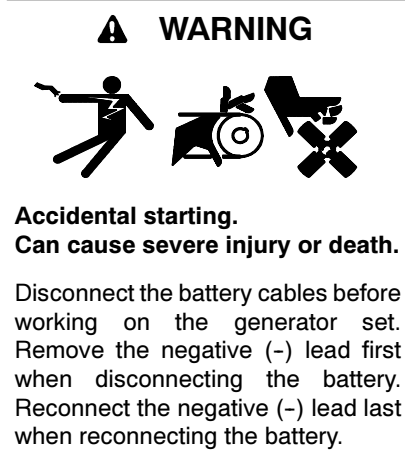 WARNING
Accidental starting.
Can cause severe injury or death.
Disconnect the battery cables before
working on the generator set.
Remove the negative (–) lead first
when disconnecting the battery.
Reconnect the negative (–) lead last
when reconnecting the battery.